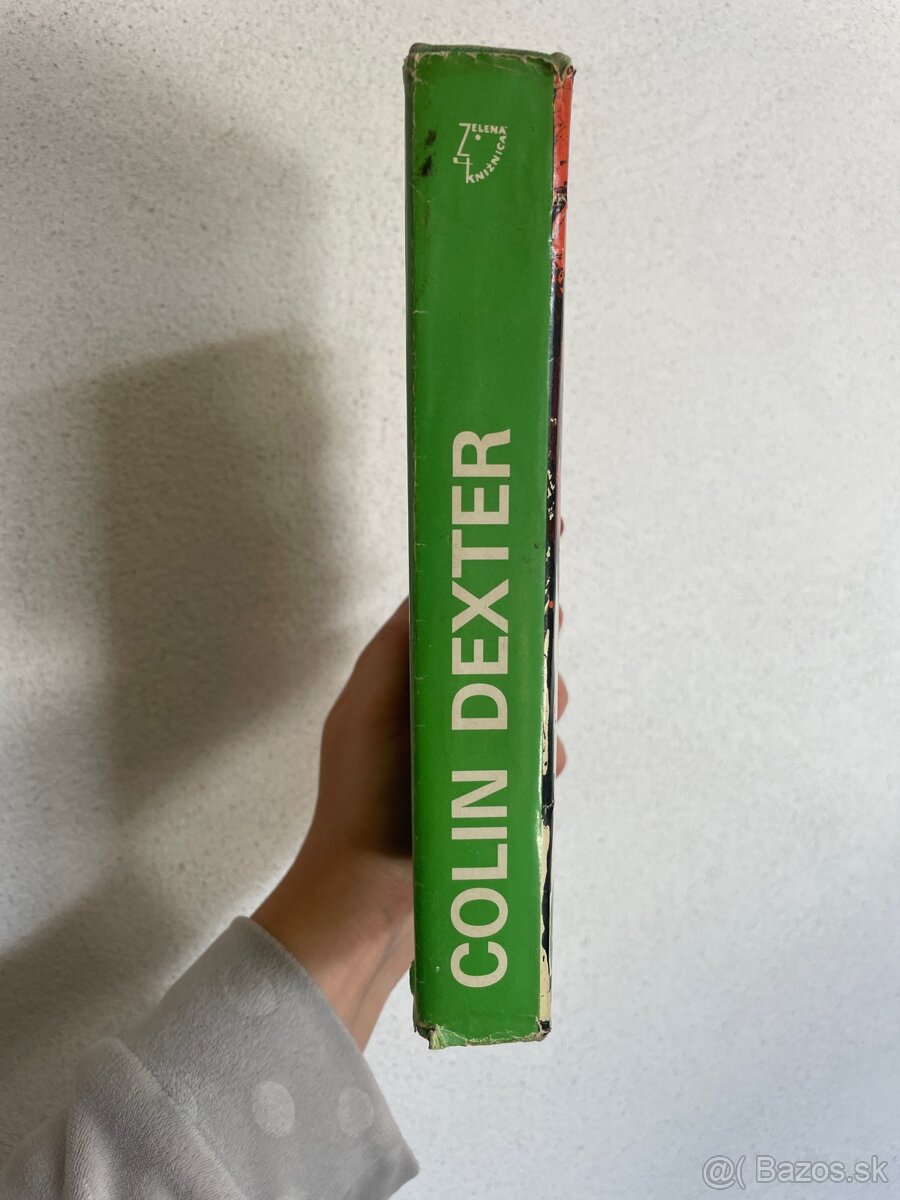 ZELENÁ
KNIŽNICA
COLIN DEXTER
@( Bazos.sk